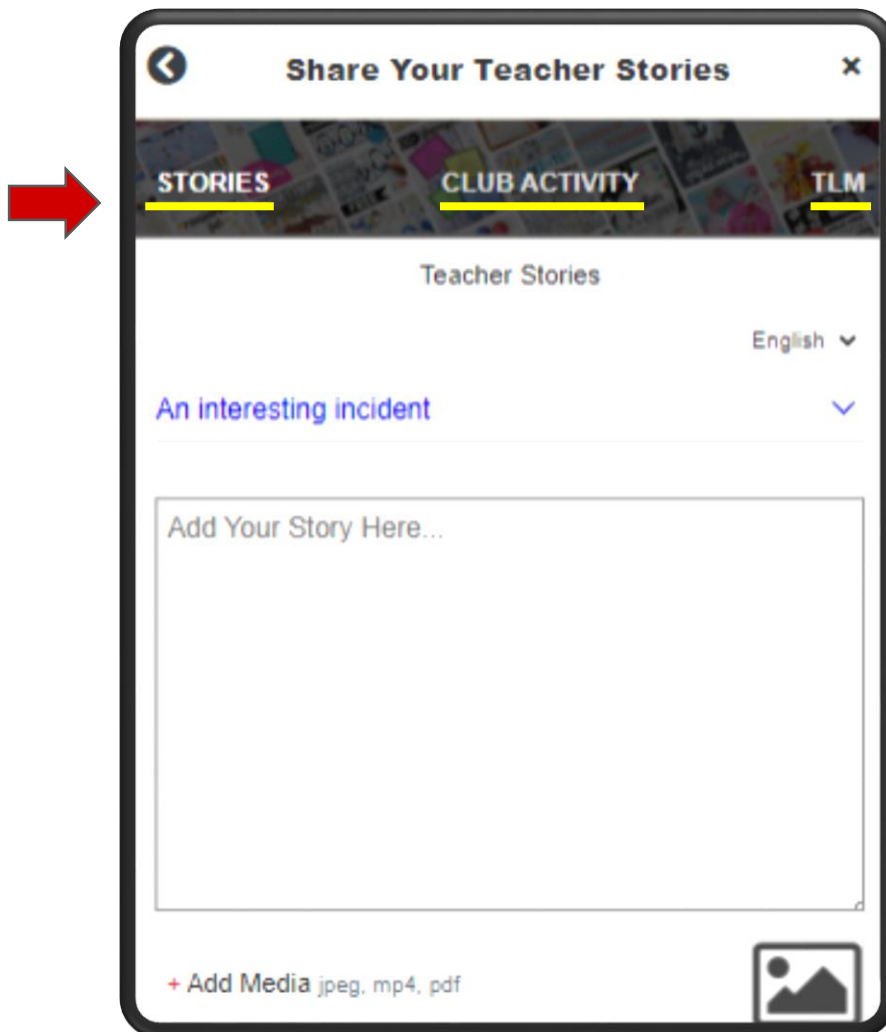 Share Your Teacher Stories ×
STORIES CLUB ACTIVITY TLM
Teacher Stories
English
An interesting incident
Add Your Story Here...
+ Add Media jpeg, mp4, pdf